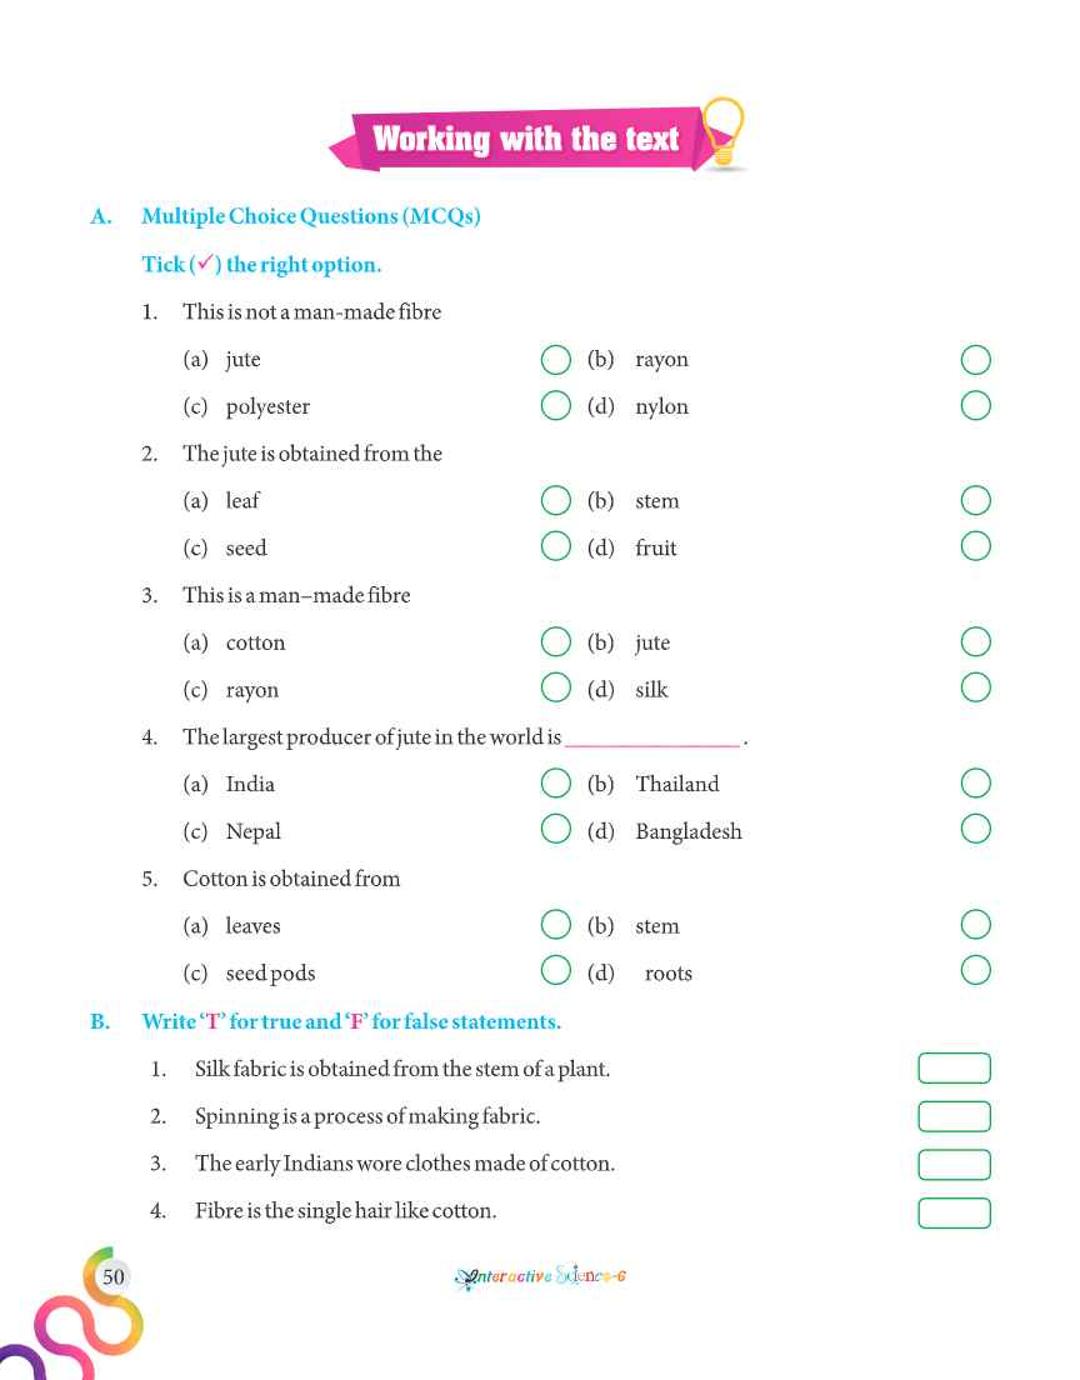 Working with the text
A. Multiple Choice Questions (MCQs)
Tick (✓) the right option.
1. This is not a man-made fibre
(a) jute (b) rayon
(c) polyester (d) nylon
2. The jute is obtained from the
(a) leaf (b) stem
(c) seed (d) fruit
3. This is a man–made fibre
(a) cotton (b) jute
(c) rayon (d) silk
4. The largest producer of jute in the world is ________________ .
(a) India (b) Thailand
(c) Nepal (d) Bangladesh
5. Cotton is obtained from
(a) leaves (b) stem
(c) seed pods (d) roots
B. Write ‘T’ for true and ‘F’ for false statements.
1. Silk fabric is obtained from the stem of a plant.
2. Spinning is a process of making fabric.
3. The early Indians wore clothes made of cotton.
4. Fibre is the single hair like cotton.
50
Interactive Science-6